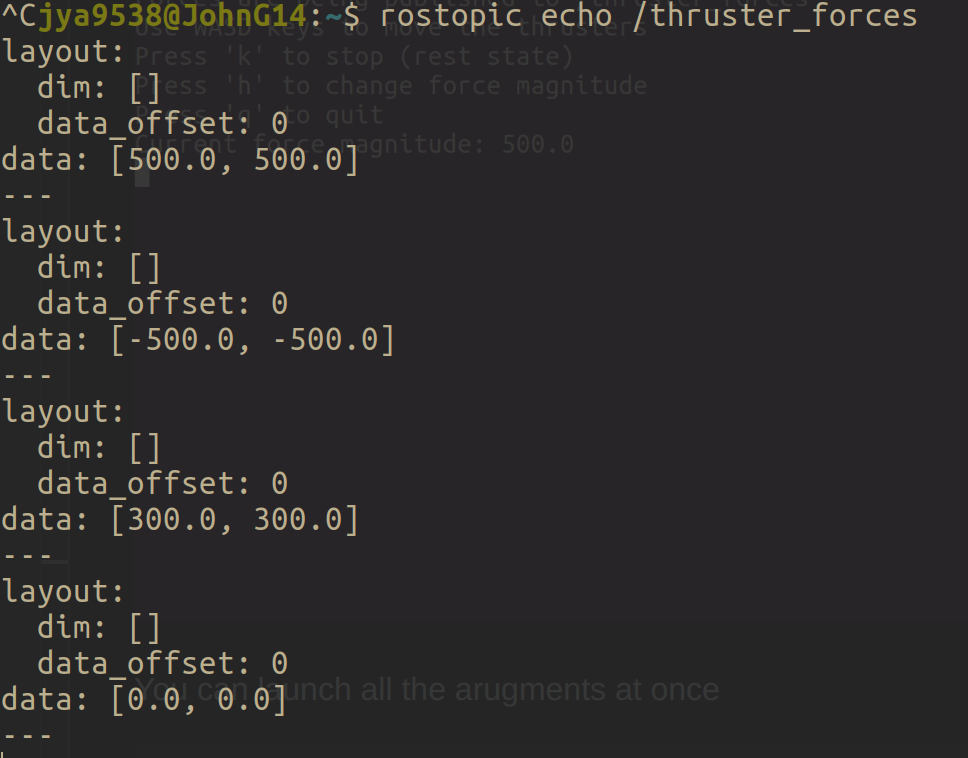 ^Cjya9538@JohnG14:~$ rostopic echo /thruster_forces
Use WASD keys to move the thrusters
layout:
Press 'k' to stop (rest state)
dim: []
Press 'h' to change force magnitude
Press 'q' to quit
data_offset: 0
Current force magnitude: 500.0
data: [500.0, 500.0]
---
layout:
dim: []
data_offset: 0
data: [-500.0, -500.0]
---
layout:
dim: []
data_offset: 0
data: [300.0, 300.0]
---
layout:
dim: []
data_offset: 0
You can launch all the arugments at once
data: [0.0, 0.0]
---